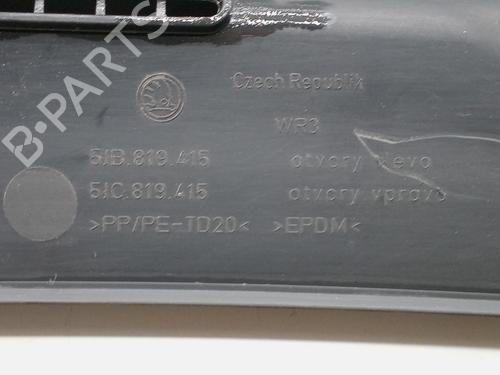 Czech Republik
WR3
5JB.819.415 otvory vlevo
5JC.819.415 otvory vpravo
>PP/PE-TD20< >EPDM<
B-PARTS